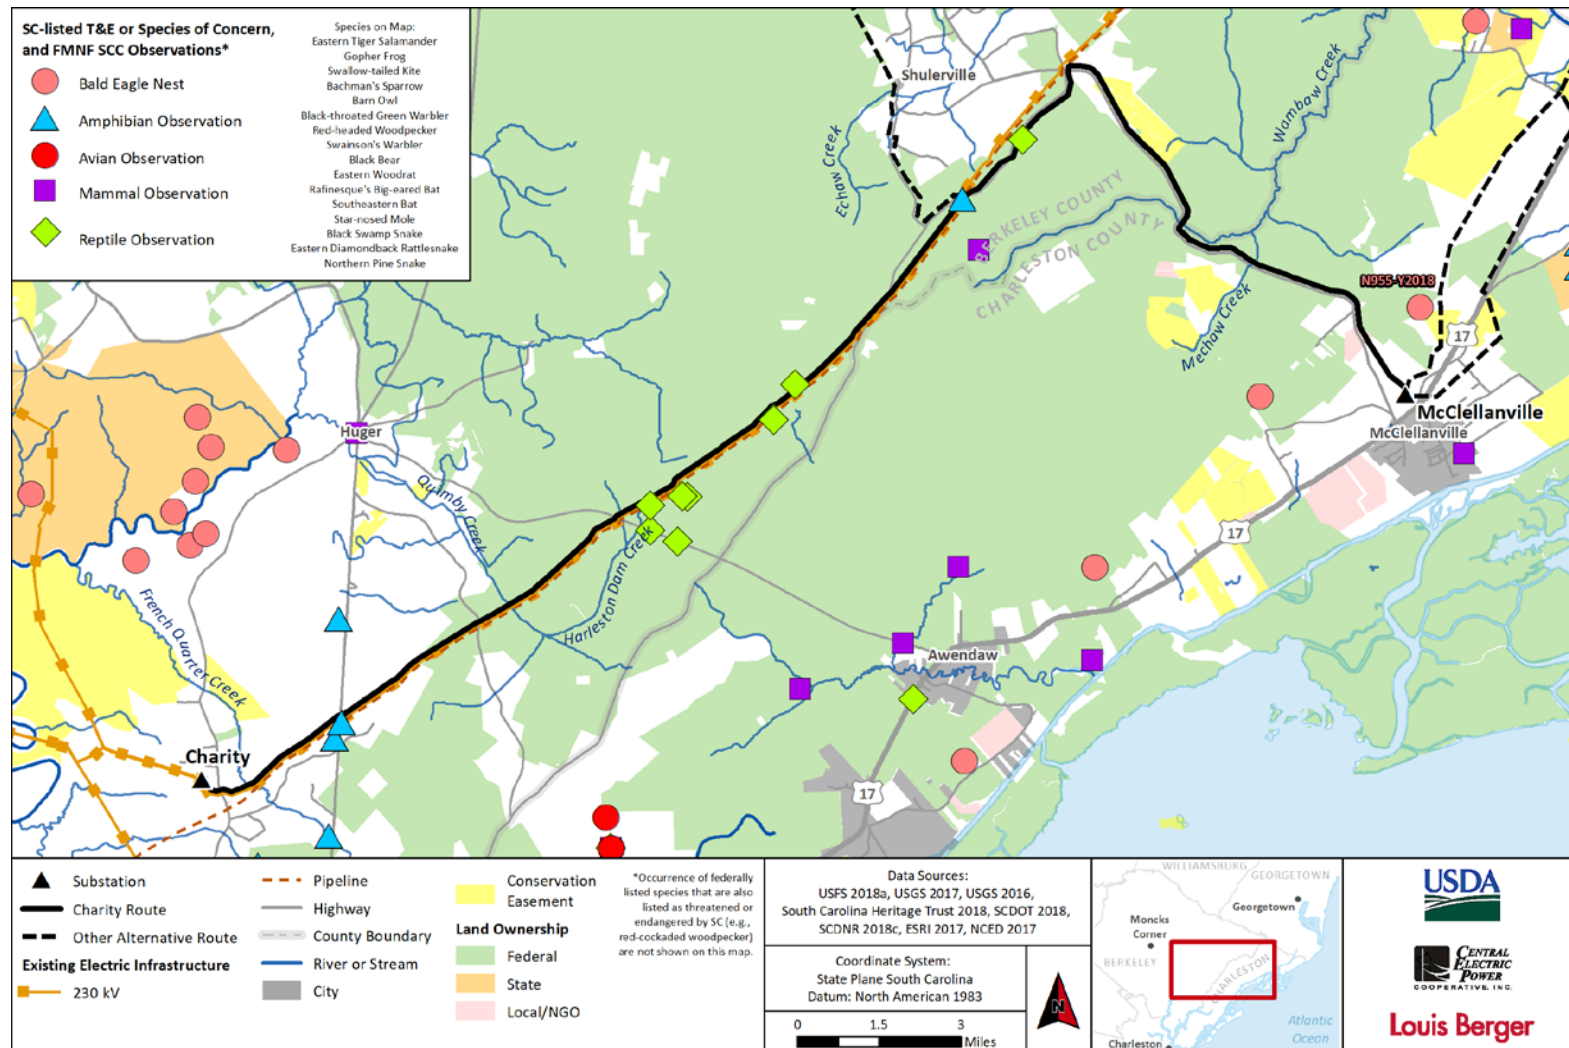 SC-listed T&E or Species of Concern,
and FMNF SCC Observations*
Bald Eagle Nest
Amphibian Observation
Avian Observation
Mammal Observation
Reptile Observation
Species on Map:
Eastern Tiger Salamander
Gopher Frog
Swallow-tailed Kite
Bachman's Sparrow
Barn Owl
Black-throated Green Warbler
Red-headed Woodpecker
Swainson's Warbler
Black Bear
Eastern Woodrat
Rafinesque's Big-eared Bat
Southeastern Bat
Star-nosed Mole
Black Swamp Snake
Eastern Diamondback Rattlesnake
Northern Pine Snake
Shulerville
Echaw Creek
Wambaw Creek
BERKELEY COUNTY
CHARLESTON COUNTY
N955-Y2018
Mechaw Creek
17
McClellanville
McClellanville
Huger
Quimby Creek
17
Harleston Dam Creek
French Quarter Creek
Awendaw
Charity
17
Substation
Charity Route
Other Alternative Route
Existing Electric Infrastructure
230 kV
Pipeline
Highway
County Boundary
River or Stream
City
Conservation
Easement
Land Ownership
Federal
State
Local/NGO
*Occurrence of federally
listed species that are also
listed as threatened or
endangered by SC (e.g.,
red-cockaded woodpecker)
are not shown on this map.
Data Sources:
USFS 2018a, USGS 2017, USGS 2016,
South Carolina Heritage Trust 2018, SCDOT 2018,
SCDNR 2018c, ESRI 2017, NCED 2017
Coordinate System:
State Plane South Carolina
Datum: North American 1983
0 1.5 3
Miles
N
WILLIAMSBURG
GEORGETOWN
Georgetown
Moncks
Corner
BERKELEY
CHARLESTON
Atlantic
Ocean
Charleston
USDA
CENTRAL
ELECTRIC
POWER
COOPERATIVE, INC.
Louis Berger